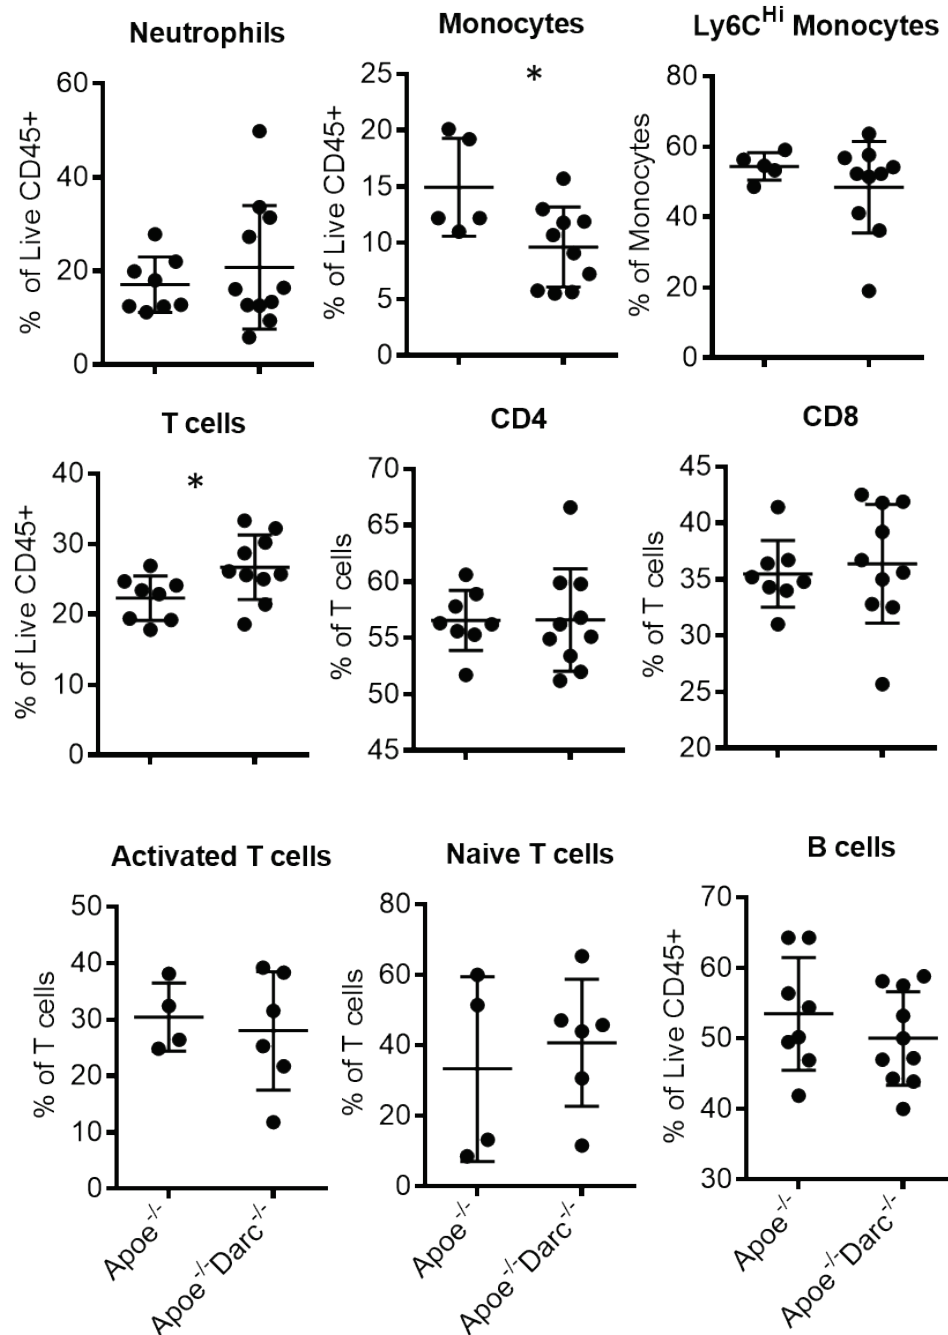 Neutrophils
% of Live CD45+
60
40
20
0
Monocytes
*
% of Live CD45+
25
20
15
10
5
0
Ly6C^Hi Monocytes
% of Monocytes
80
60
40
20
0
T cells
*
% of Live CD45+
40
30
20
10
0
CD4
% of T cells
70
65
60
55
50
45
CD8
% of T cells
45
40
35
30
25
20
Activated T cells
% of T cells
50
40
30
20
10
0
Apoe^-/-
Apoe^-/-Darc^-/-
Naive T cells
% of T cells
80
60
40
20
0
Apoe^-/-
Apoe^-/-Darc^-/-
B cells
% of Live CD45+
70
60
50
40
30
Apoe^-/-
Apoe^-/-Darc^-/-